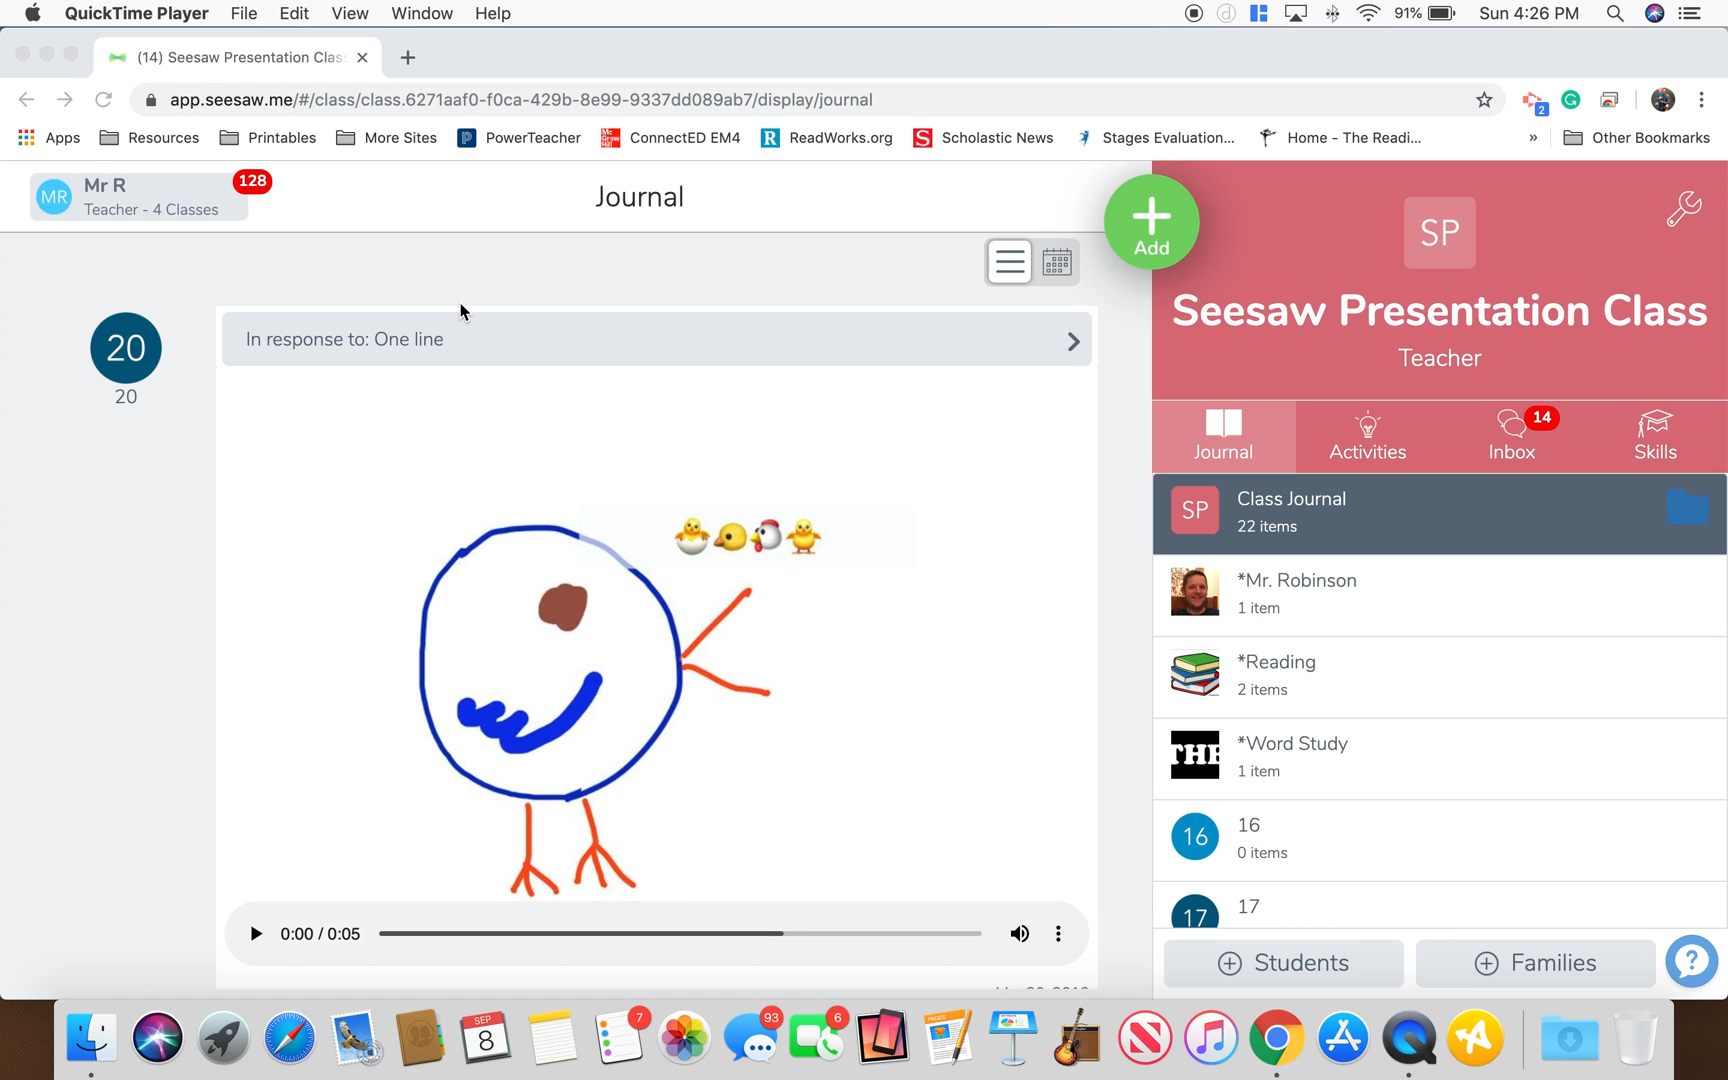 QuickTime Player File Edit View Window Help 91% Sun 4:26 PM
(14) Seesaw Presentation Clas
app.seesaw.me/#/class/class.6271aaf0-f0ca-429b-8e99-9337dd089ab7/display/journal
2
Apps Resources Printables More Sites PowerTeacher ConnectED EM4 ReadWorks.org Scholastic News Stages Evaluation... Home - The Readi... » Other Bookmarks
MR
Mr R
128
Teacher - 4 Classes
Journal
Add
SP
Seesaw Presentation Class
Teacher
20
20
In response to: One line
Journal
Activities
Inbox
14
Skills
SP
Class Journal
22 items
*Mr. Robinson
1 item
*Reading
2 items
THE
*Word Study
1 item
16
16
0 items
17
17
0:00 / 0:05
Students
Families
?
SEP
8
7
93
6
PAGES